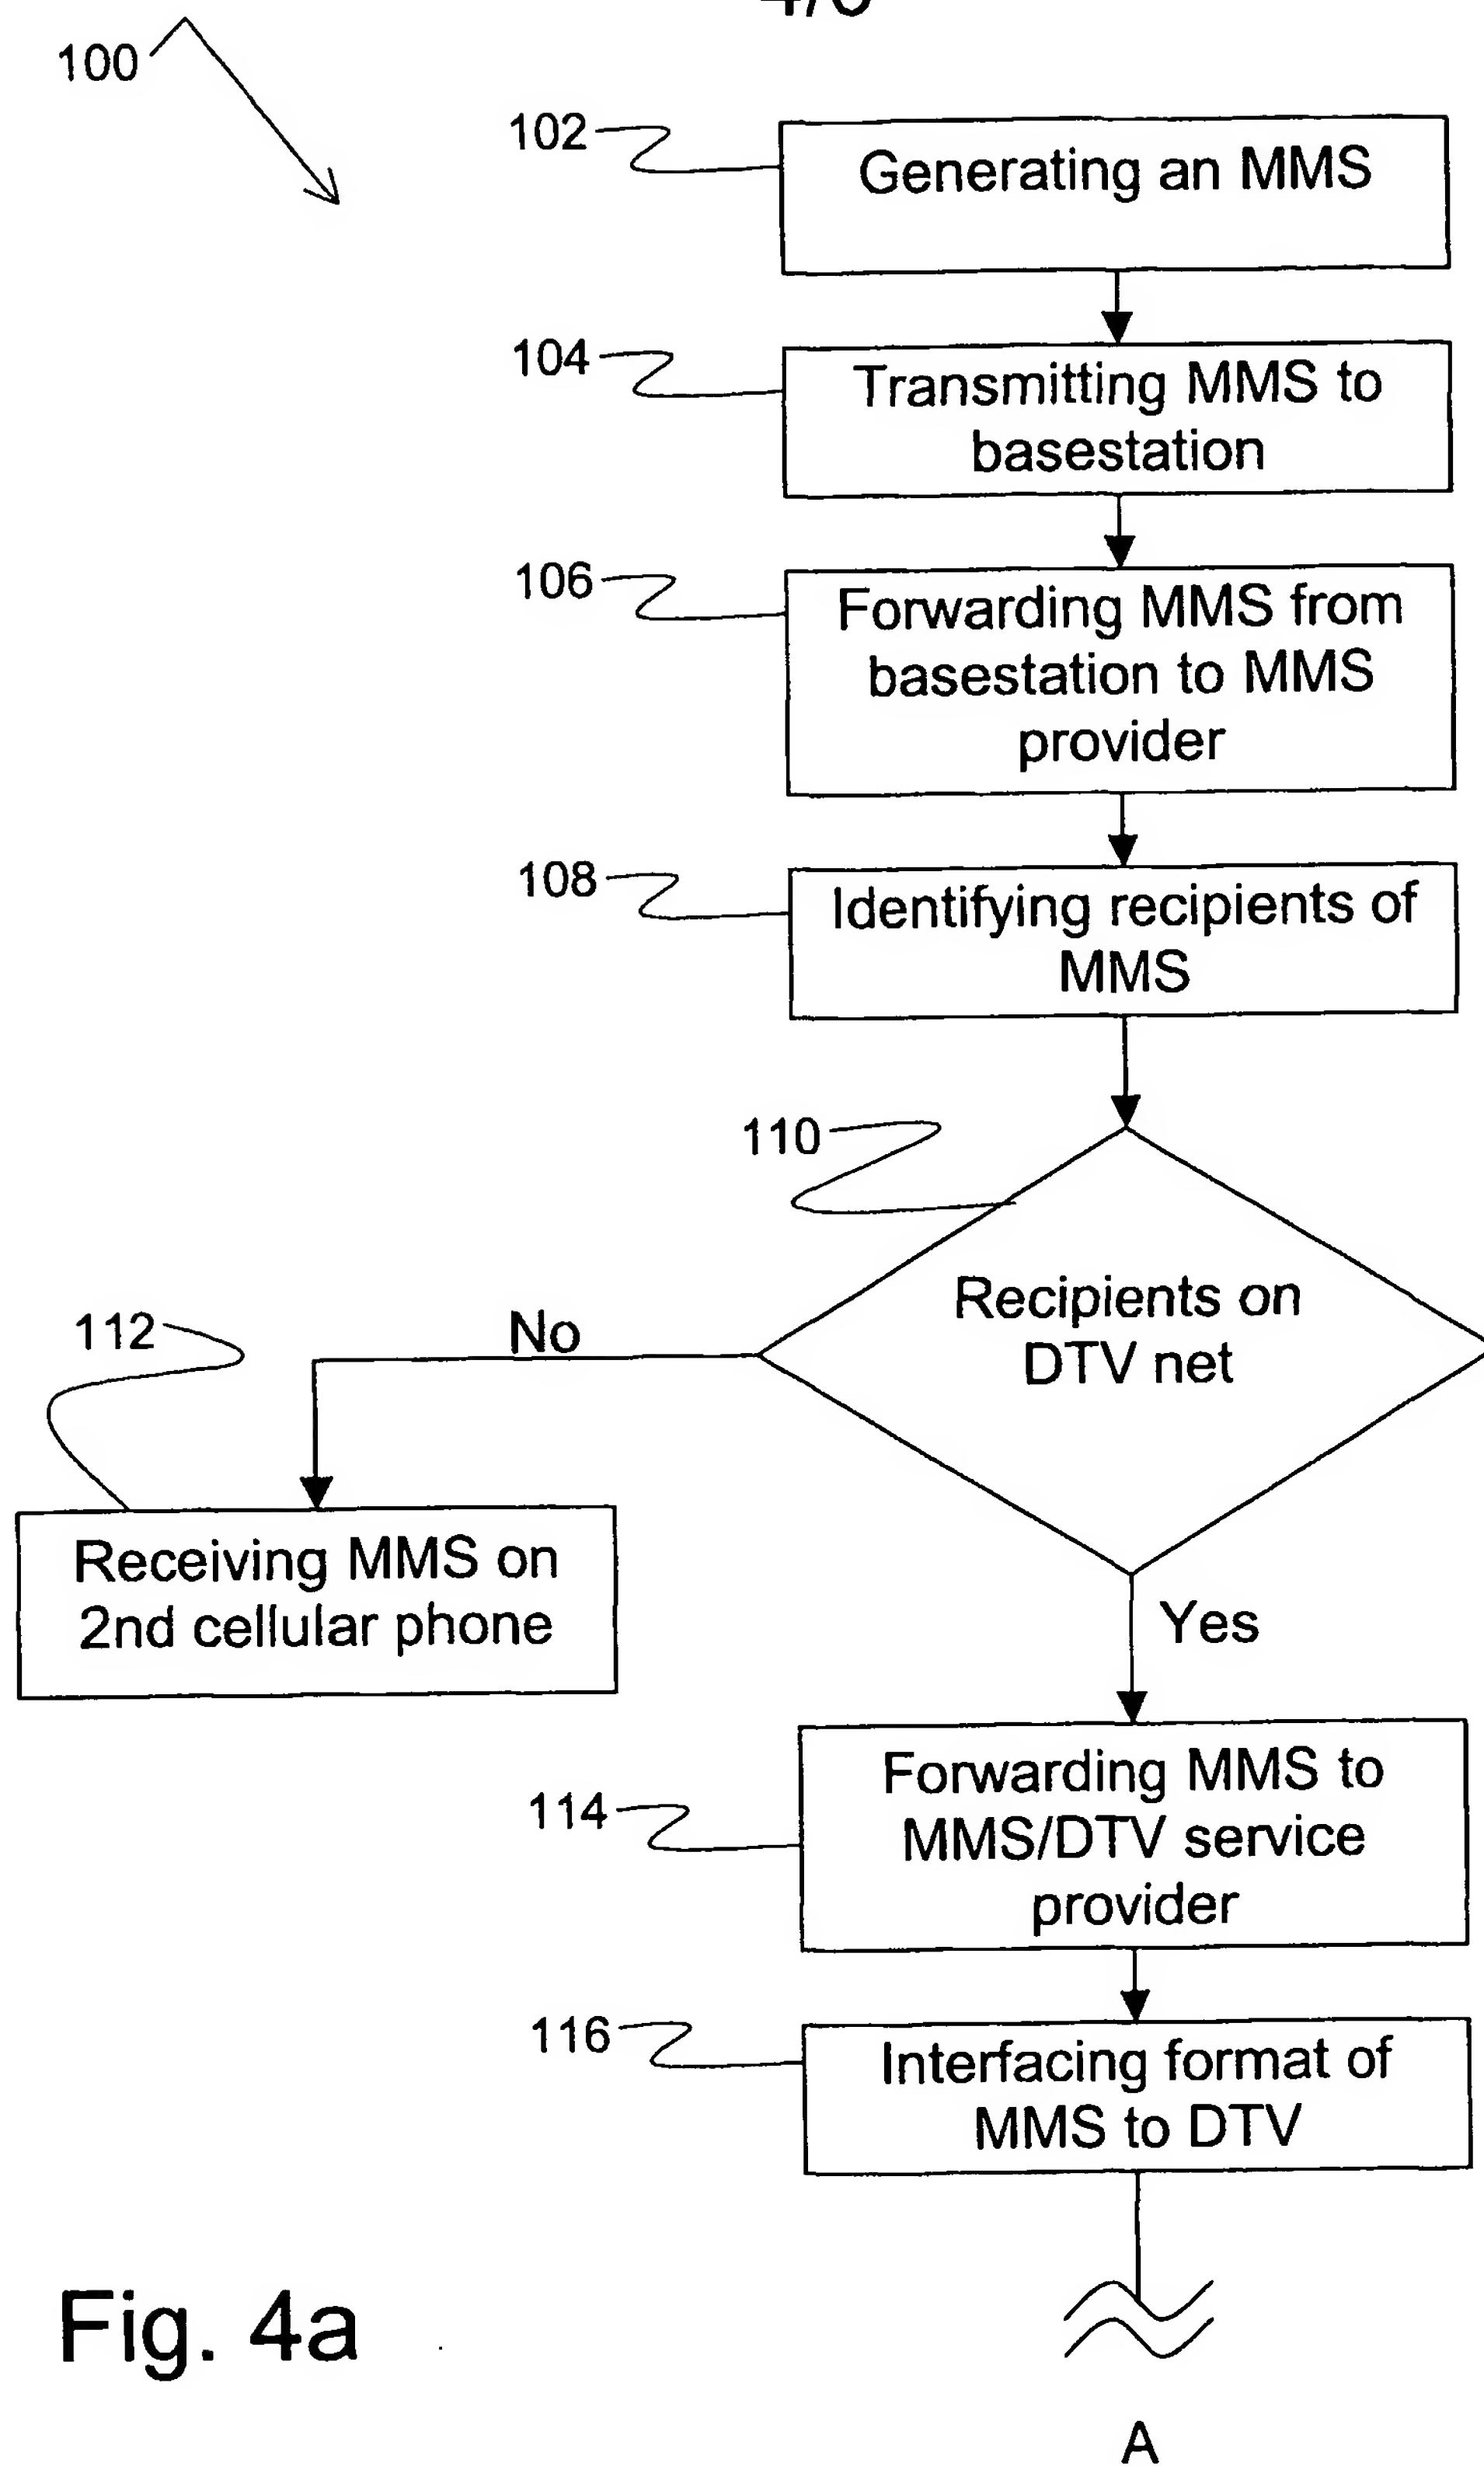 100
102
Generating an MMS
104
Transmitting MMS to
basestation
106
Forwarding MMS from
basestation to MMS
provider
108
Identifying recipients of
MMS
110
Recipients on
DTV net
No
112
Receiving MMS on
2nd cellular phone
Yes
114
Forwarding MMS to
MMS/DTV service
provider
116
Interfacing format of
MMS to DTV
Fig. 4a
A